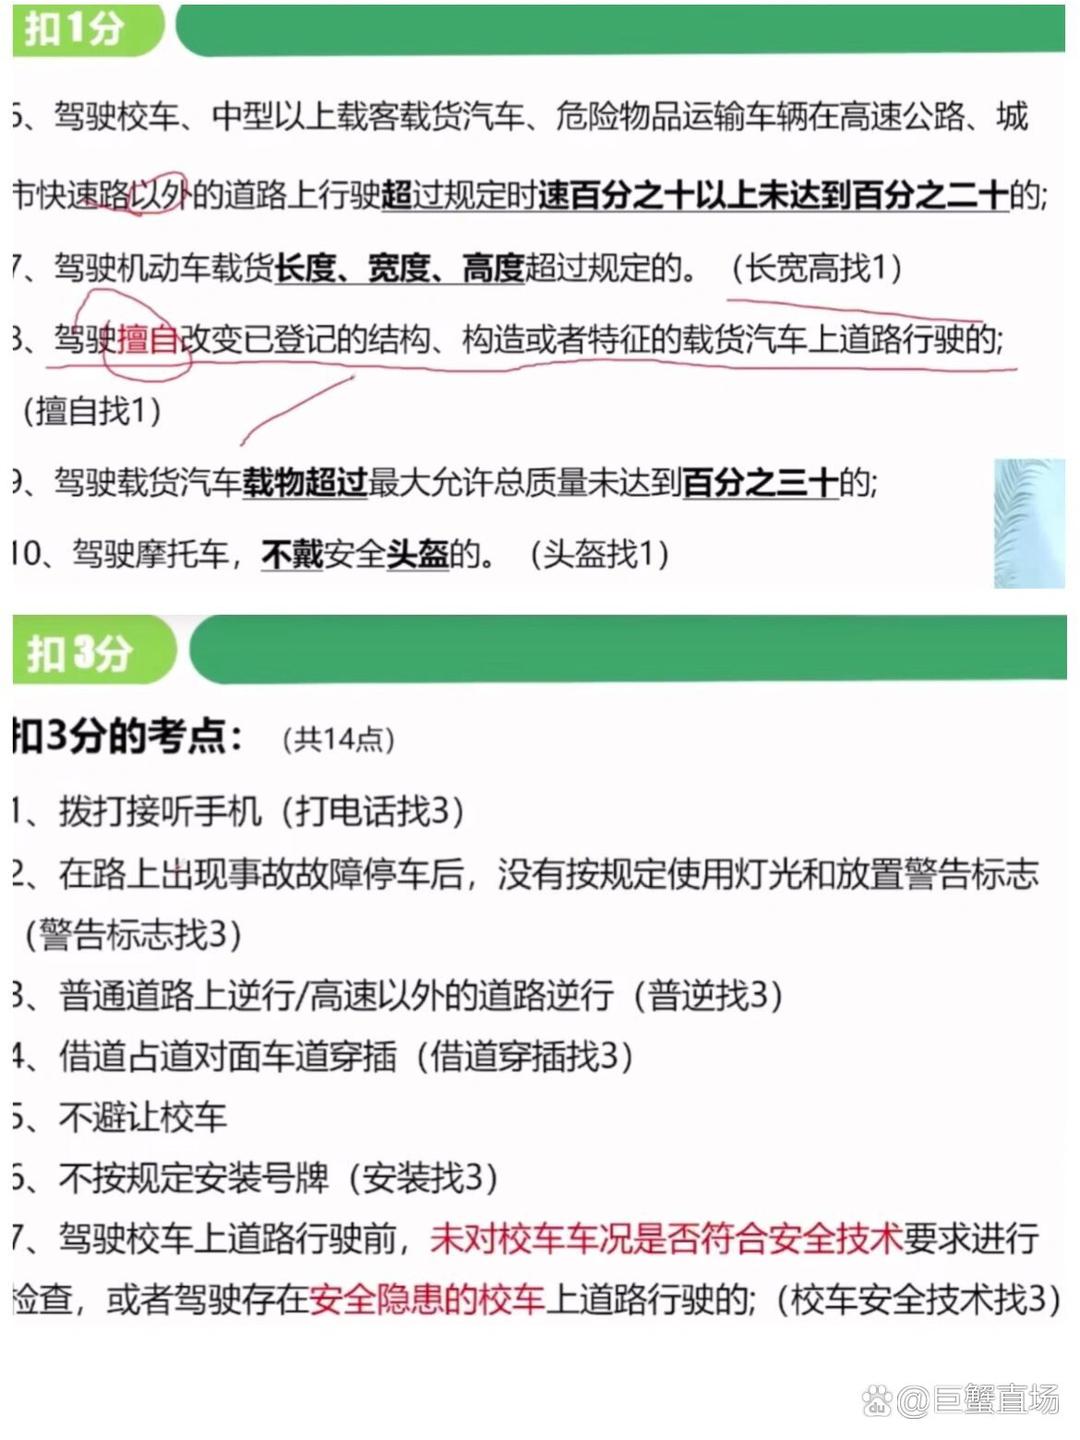 扣1分
6、驾驶校车、中型以上载客载货汽车、危险物品运输车辆在高速公路、城
市快速路以外的道路上行驶超过规定时速百分之十以上未达到百分之二十的;
7、驾驶机动车载货长度、宽度、高度超过规定的。（长宽高找1）
8、驾驶擅自改变已登记的结构、构造或者特征的载货汽车上道路行驶的;
（擅自找1）
9、驾驶载货汽车载物超过最大允许总质量未达到百分之三十的;
10、驾驶摩托车，不戴安全头盔的。（头盔找1）
扣3分
扣3分的考点：（共14点）
1、拨打接听手机（打电话找3）
2、在路上出现事故故障停车后，没有按规定使用灯光和放置警告标志
（警告标志找3）
3、普通道路上逆行/高速以外的道路逆行（普逆找3）
4、借道占道对面车道穿插（借道穿插找3）
5、不避让校车
6、不按规定安装号牌（安装找3）
7、驾驶校车上道路行驶前，未对校车车况是否符合安全技术要求进行
检查，或者驾驶存在安全隐患的校车上道路行驶的;（校车安全技术找3）
du @巨蟹直场